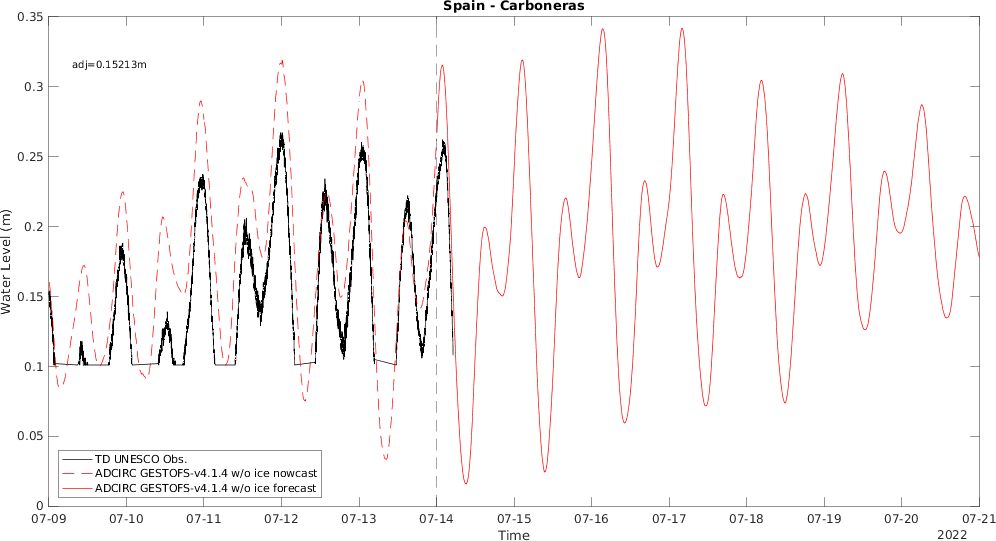 Spain - Carboneras
0.35
0.3
0.25
0.2
0.15
0.1
0.05
0
Water Level (m)
adj=0.15213m
TD UNESCO Obs.
ADCIRC GESTOFS-v4.1.4 w/o ice nowcast
ADCIRC GESTOFS-v4.1.4 w/o ice forecast
07-09 07-10 07-11 07-12 07-13 07-14 07-15 07-16 07-17 07-18 07-19 07-20 07-21
Time
2022